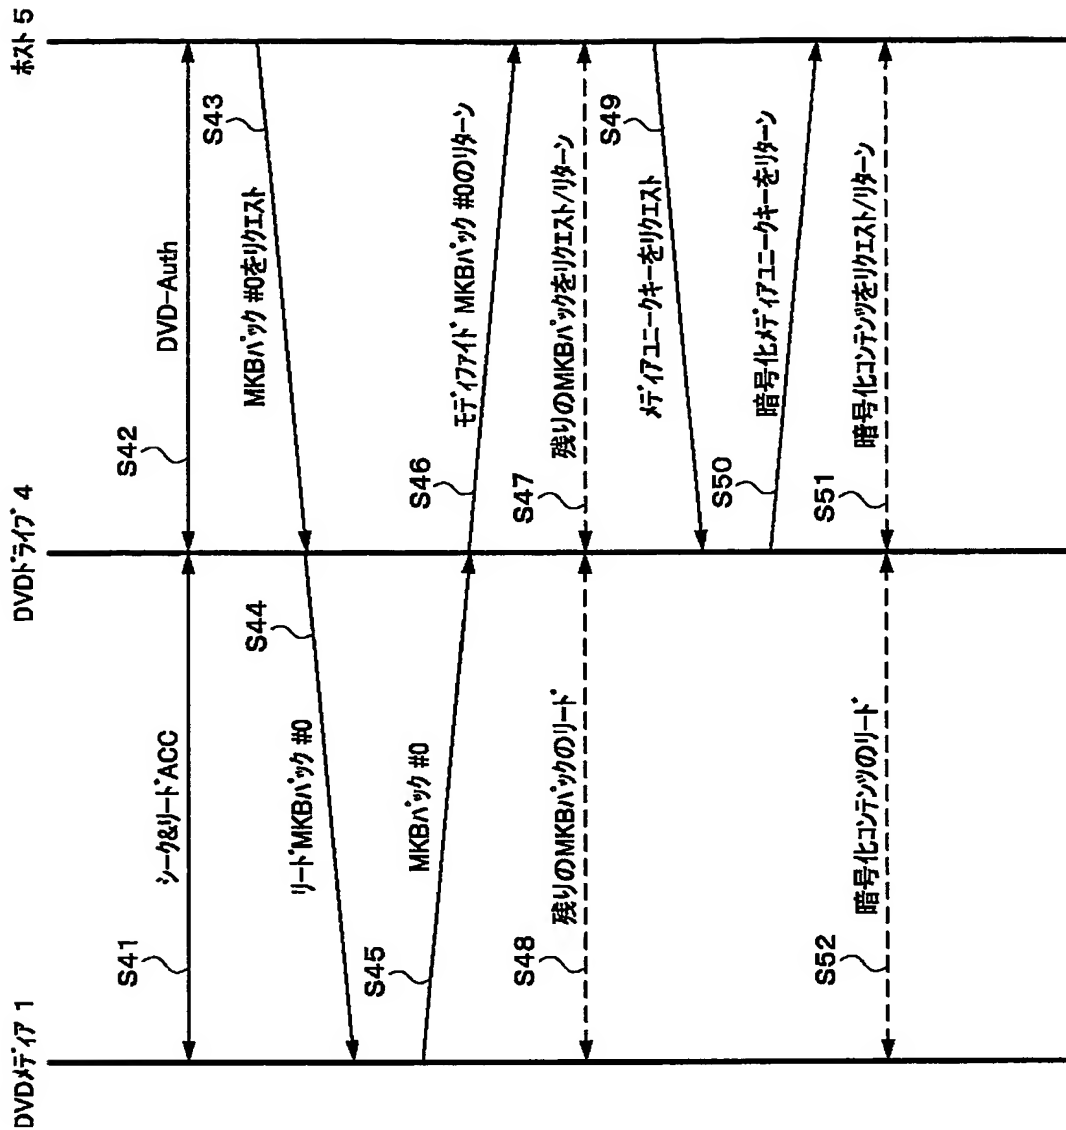 DVDメディア 1
DVDドライブ 4
ホスト 5
S41
シーク&リードACC
S42
DVD-Auth
S43
MKBパック #0をリクエスト
S44
リードMKBパック #0
S45
MKBパック #0
S46
モディファイド MKBパック #0のリターン
S47
残りのMKBパックをリクエスト/リターン
S48
残りのMKBパックのリード
S49
メディアユニークキーをリクエスト
S50
暗号化メディアユニークキーをリターン
S51
暗号化コンテンツをリクエスト/リターン
S52
暗号化コンテンツのリード